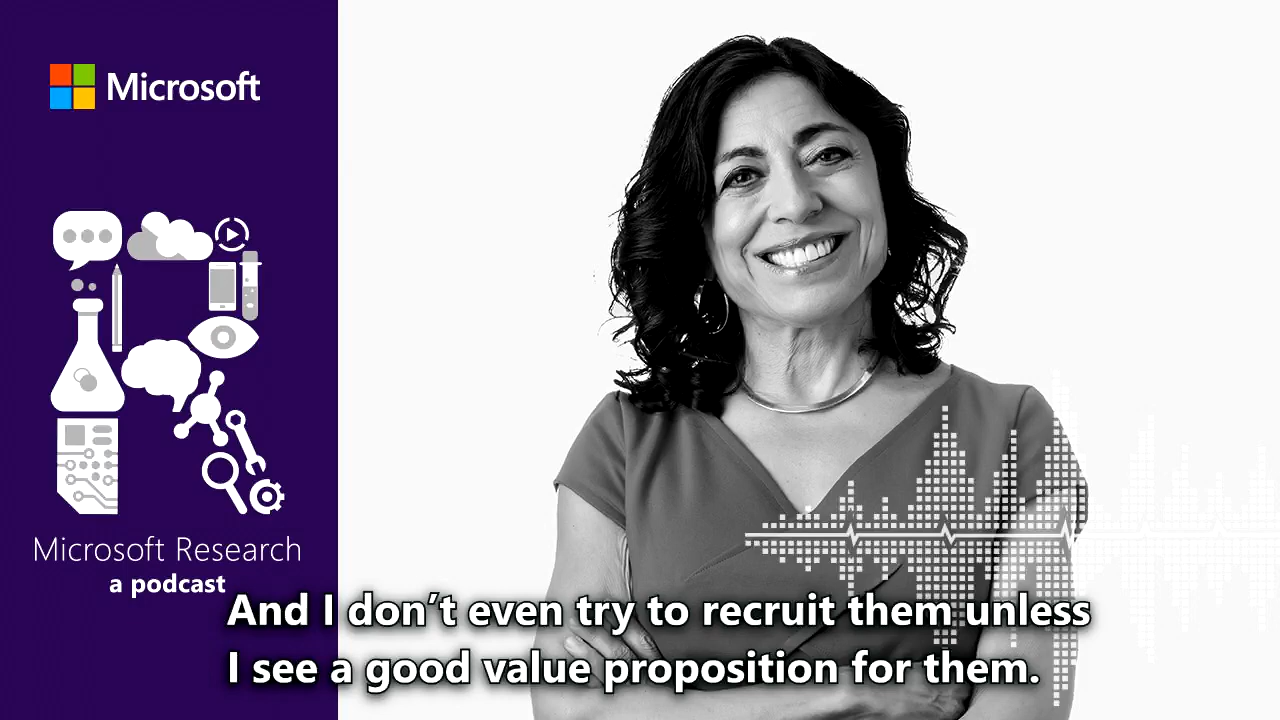 Microsoft
Microsoft Research
a podcast
And I don’t even try to recruit them unless
I see a good value proposition for them.